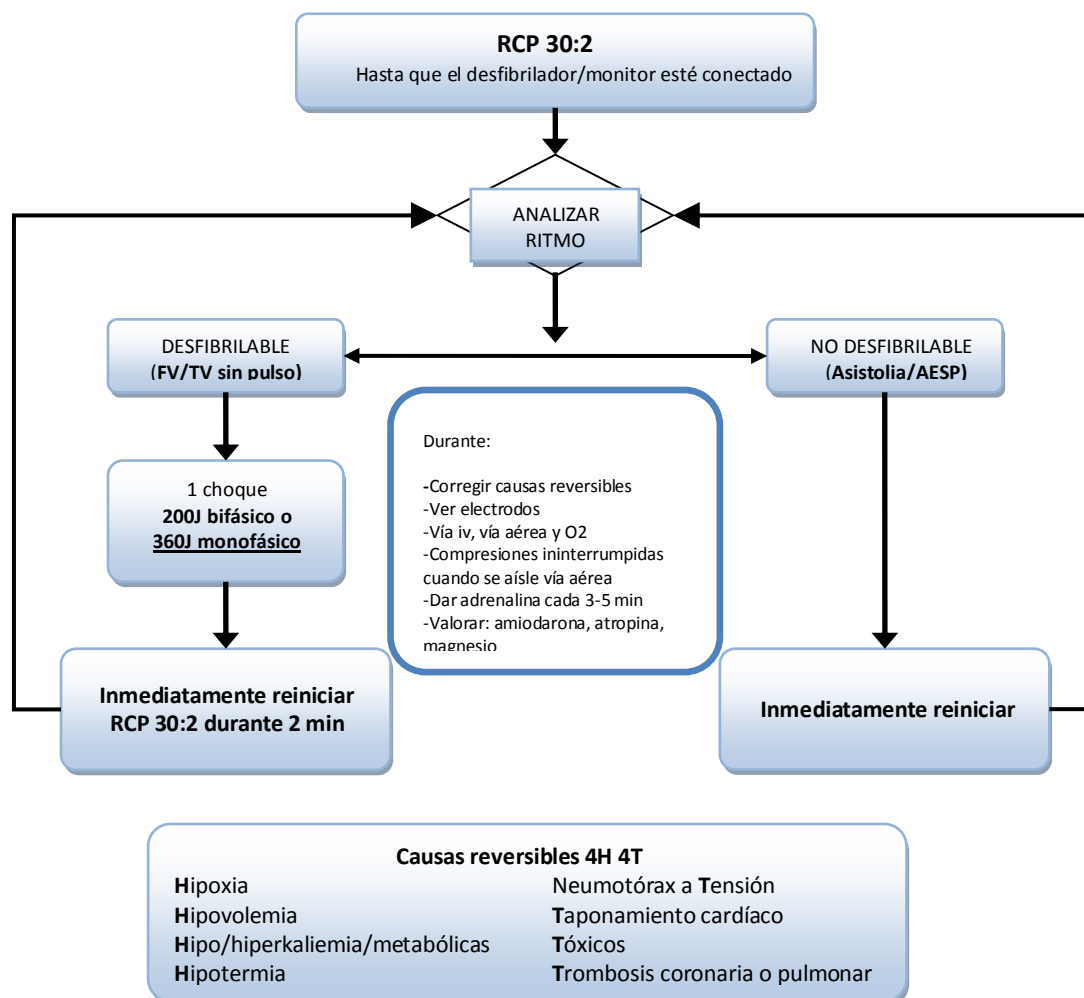 RCP 30:2
Hasta que el desfibrilador/monitor esté conectado
ANALIZAR
RITMO
DESFIBRILABLE
(FV/TV sin pulso)
NO DESFIBRILABLE
(Asistolia/AESP)
1 choque
200J bifásico o
360J monofásico
Durante:
-Corregir causas reversibles
-Ver electrodos
-Vía iv, vía aérea y O2
-Compresiones ininterrumpidas
cuando se aísle vía aérea
-Dar adrenalina cada 3-5 min
-Valorar: amiodarona, atropina,
magnesio
Inmediatamente reiniciar
RCP 30:2 durante 2 min
Inmediatamente reiniciar
Causas reversibles 4H 4T
Hipoxia
Hipovolemia
Hipo/hiperkaliemia/metabólicas
Hipotermia
Neumotórax a Tensión
Taponamiento cardíaco
Tóxicos
Trombosis coronaria o pulmonar